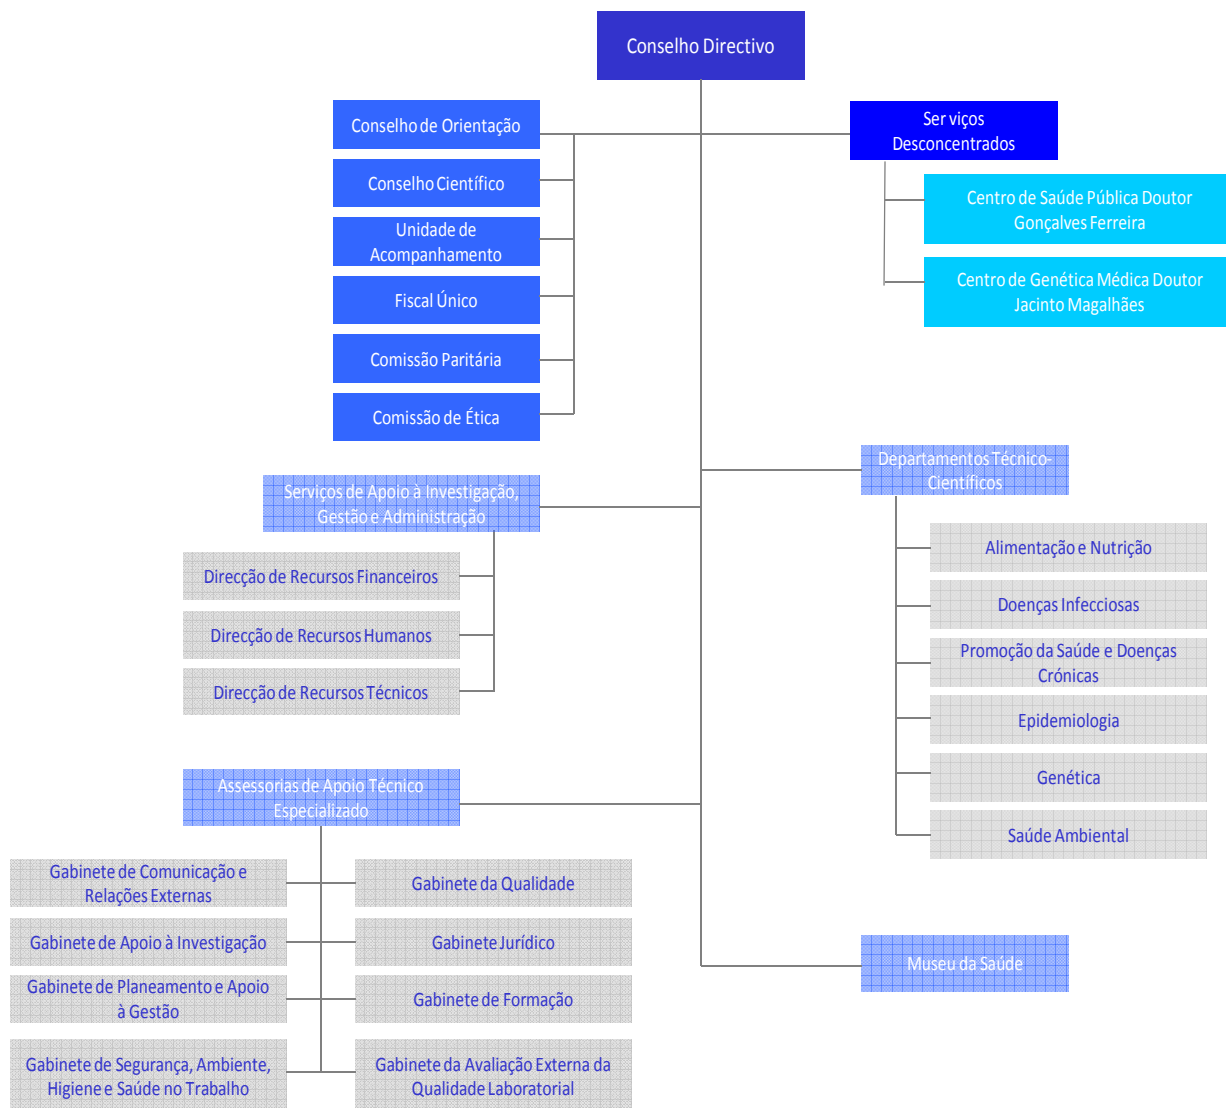 Conselho Directivo
Conselho de Orientação
Conselho Científico
Unidade de
Acompanhamento
Fiscal Único
Comissão Paritária
Comissão de Ética
Ser viços
Desconcentrados
Centro de Saúde Pública Doutor
Gonçalves Ferreira
Centro de Genética Médica Doutor
Jacinto Magalhães
Serviços de Apoio à Investigação,
Gestão e Administração
Direcção de Recursos Financeiros
Direcção de Recursos Humanos
Direcção de Recursos Técnicos
Departamentos Técnico-
Científicos
Alimentação e Nutrição
Doenças Infecciosas
Promoção da Saúde e Doenças
Crónicas
Epidemiologia
Genética
Saúde Ambiental
Assessorias de Apoio Técnico
Especializado
Gabinete de Comunicação e
Relações Externas
Gabinete da Qualidade
Gabinete de Apoio à Investigação
Gabinete Jurídico
Gabinete de Planeamento e Apoio
à Gestão
Gabinete de Formação
Gabinete de Segurança, Ambiente,
Higiene e Saúde no Trabalho
Gabinete da Avaliação Externa da
Qualidade Laboratorial
Museu da Saúde